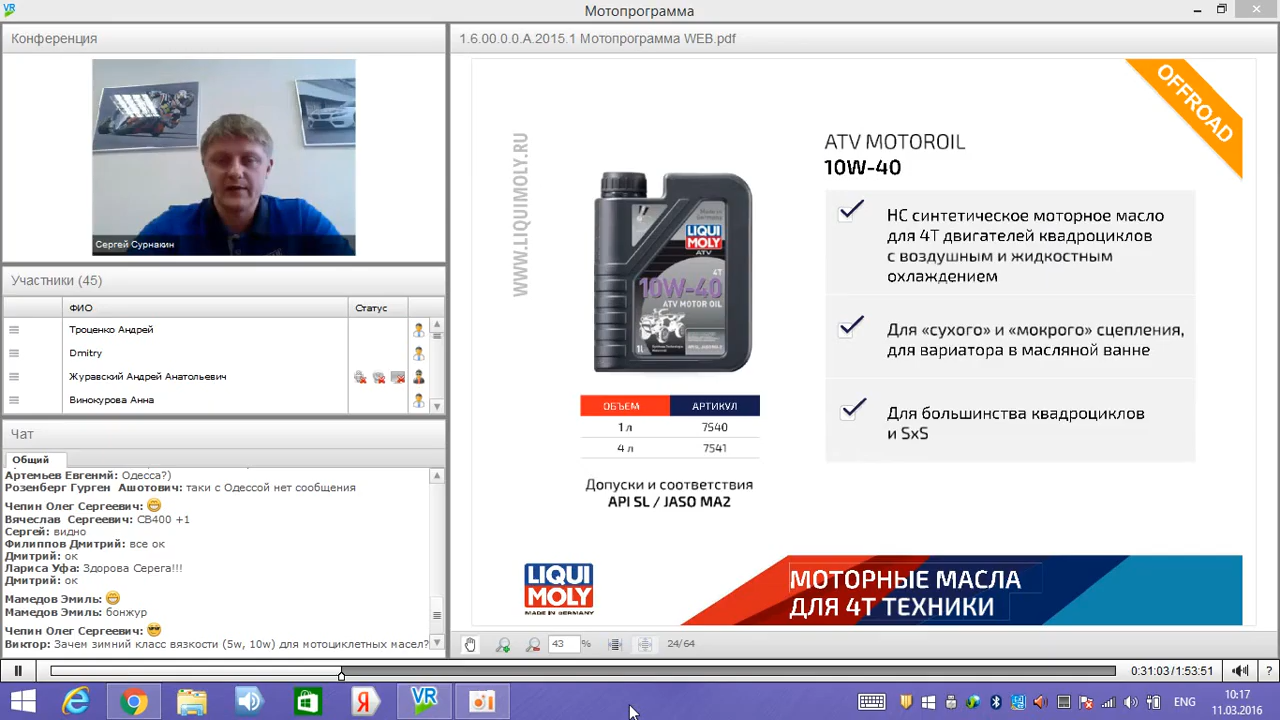 Мотопрограмма
Конференция
Сергей Сурнакин
Участники (45)
ФИО
Статус
Троценко Андрей
Dmitry
Журавский Андрей Анатольевич
Винокурова Анна
Чат
Общий
Артемьев Евгенмй: Одесса?)
Розенберг Гурген Ашотович: таки с Одессой нет сообщения
Чепин Олег Сергеевич:
Вячеслав Сергеевич: CB400 +1
Сергей: видно
Филиппов Дмитрий: все ок
Дмитрий: ок
Лариса Уфа: Здорова Серега!!!
Дмитрий: ок
Мамедов Эмиль:
Мамедов Эмиль: бонжур
Чепин Олег Сергеевич:
Виктор: Зачем зимний класс вязкости (5w, 10w) для мотоциклетных масел?
1.6.00.0.0.A.2015.1 Мотопрограмма WEB.pdf
OFFROAD
WWW.LIQUIMOLY.RU
Made in
Germany
LIQUI
MOLY
ATV
4T
10W-40
ATV MOTOR OIL
1L
ATV MOTOROIL
10W-40
НС синтетическое моторное масло
для 4Т двигателей квадроциклов
с воздушным и жидкостным
охлаждением
Для «сухого» и «мокрого» сцепления,
для вариатора в масляной ванне
Для большинства квадроциклов
и SxS
ОБЪЕМ АРТИКУЛ
1 л 7540
4 л 7541
Допуски и соответствия
API SL / JASO MA2
LIQUI
MOLY
MADE IN GERMANY
МОТОРНЫЕ МАСЛА
ДЛЯ 4Т ТЕХНИКИ
43 %
24/64
0:31:03/1:53:51
?
Я
VR
ENG
10:17
11.03.2016